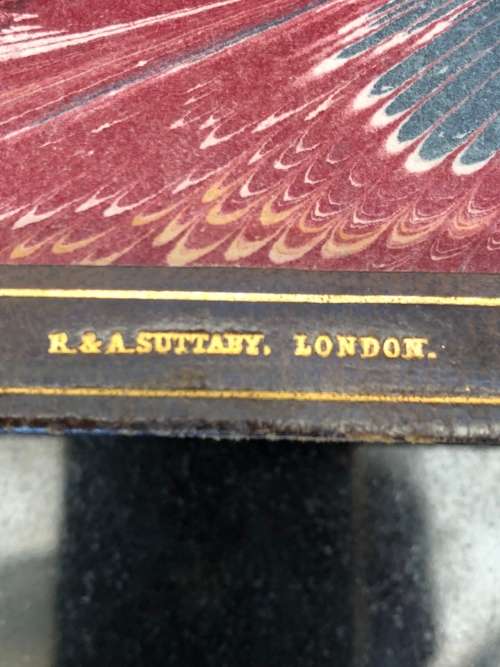 R. & A. SUTTABY, LONDON.